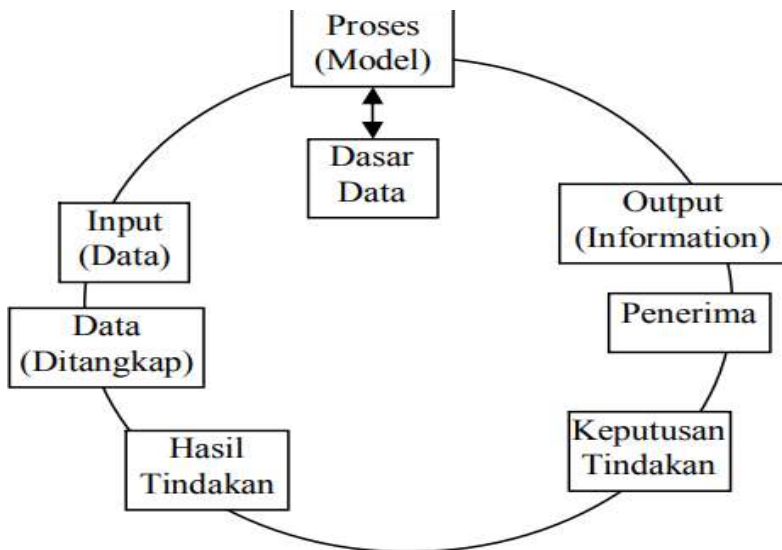 Proses
(Model)
Dasar
Data
Input
(Data)
Output
(Information)
Data
(Ditangkap)
Penerima
Hasil
Tindakan
Keputusan
Tindakan